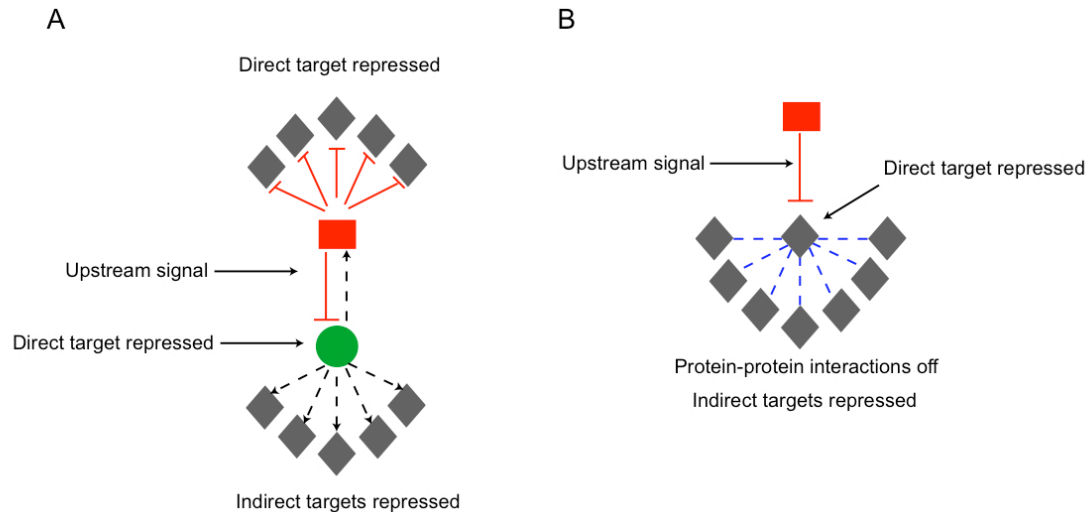 A
Direct target repressed
Upstream signal
Direct target repressed
Indirect targets repressed
B
Upstream signal
Direct target repressed
Protein-protein interactions off
Indirect targets repressed